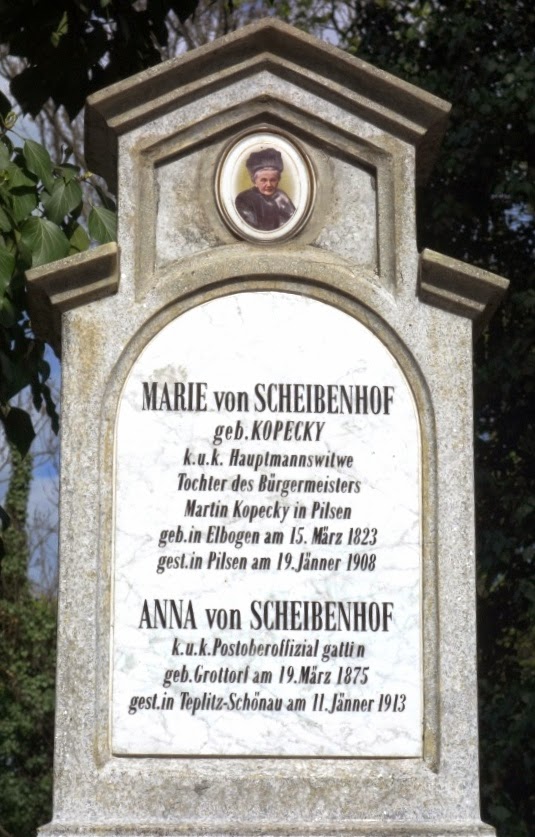 MARIE von SCHEIBENHOF
geb.KOPECKY
k.u.k. Hauptmannswitwe
Tochter des Bürgermeisters
Martin Kopecky in Pilsen
geb.in Elbogen am 15. März 1823
gest.in Pilsen am 19.Jänner 1908
ANNA von SCHEIBENHOF
k.u.k.Postoberoffizial gattin
geb.Grottorf am 19.März 1875
gest.in Teplitz-Schönau am 11.Jänner 1913